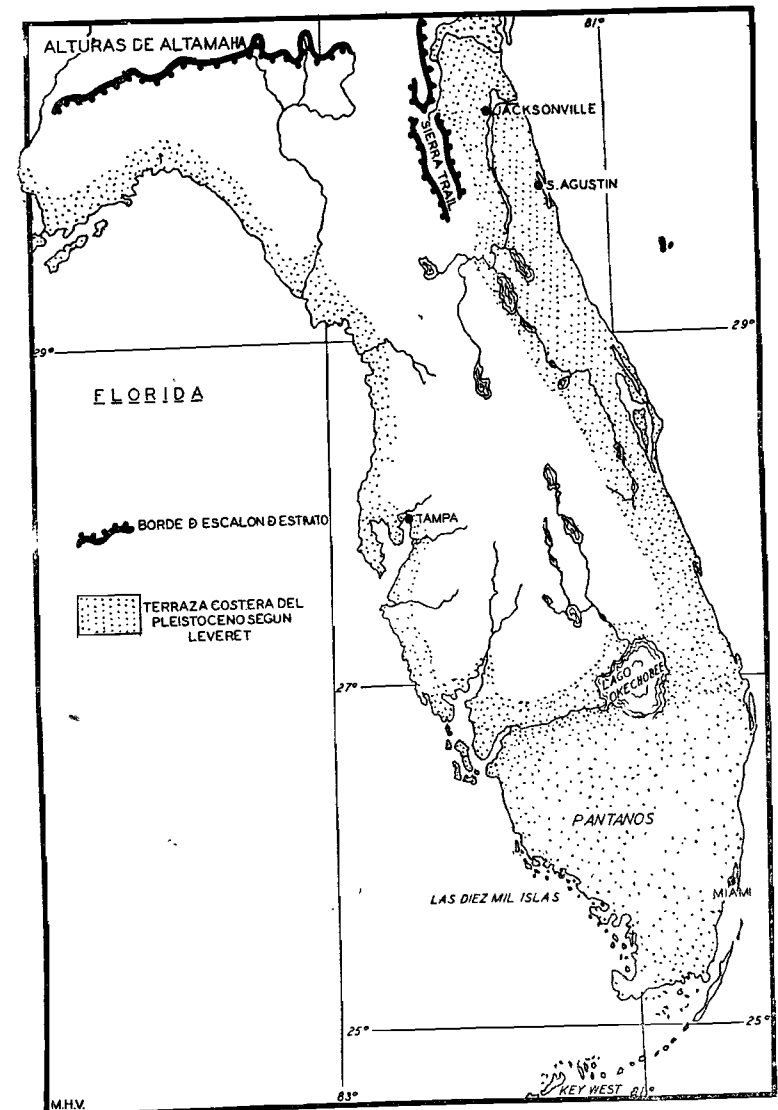 81°
ALTURAS DE ALTAMAHA
JACKSONVILLE
SIERRA TRAIL
S. AGUSTIN
29°
29°
FLORIDA
TAMPA
BORDE D ESCALON D ESTRATO
TERRAZA COSTERA DEL
PLEISTOCENO SEGUN
LEVERET
27°
LAGO
OKECHOBEE
PANTANOS
MIAMI
LAS DIEZ MIL ISLAS
25°
25°
KEY WEST
81°
83°
M.H.V.